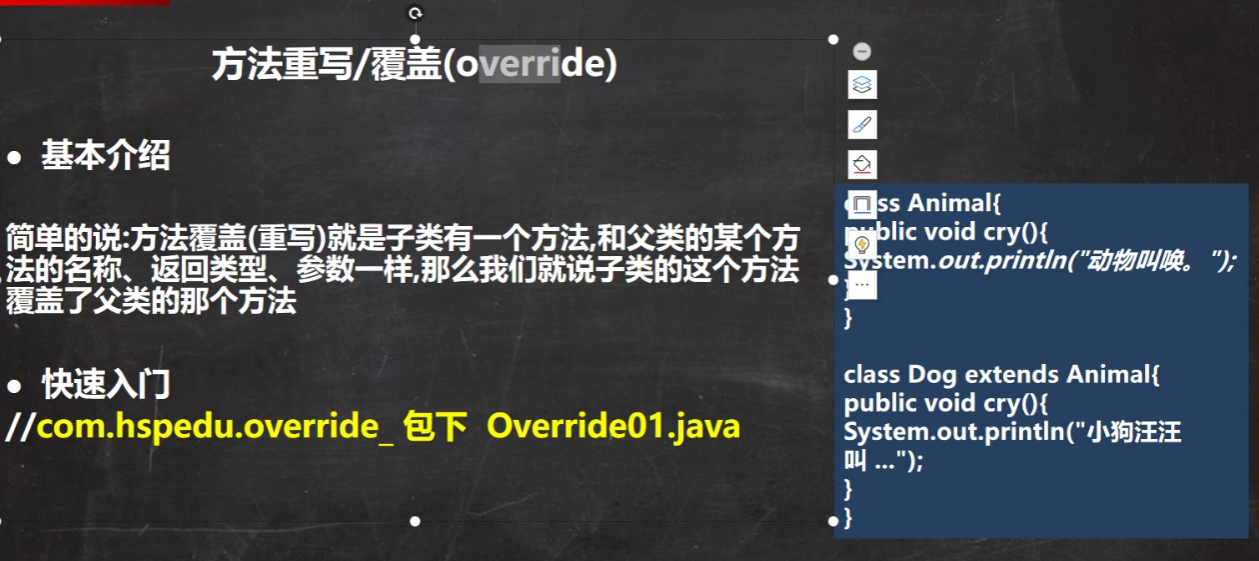 方法重写/覆盖(override)
● 基本介绍
简单的说:方法覆盖(重写)就是子类有一个方法,和父类的某个方
法的名称、返回类型、参数一样,那么我们就说子类的这个方法
覆盖了父类的那个方法
● 快速入门
//com.hspedu.override_ 包下 Override01.java
ss Animal{
blic void cry(){
System.out.println("动物叫唤。");
}
}
class Dog extends Animal{
public void cry(){
System.out.println("小狗汪汪
叫 ...");
}
}